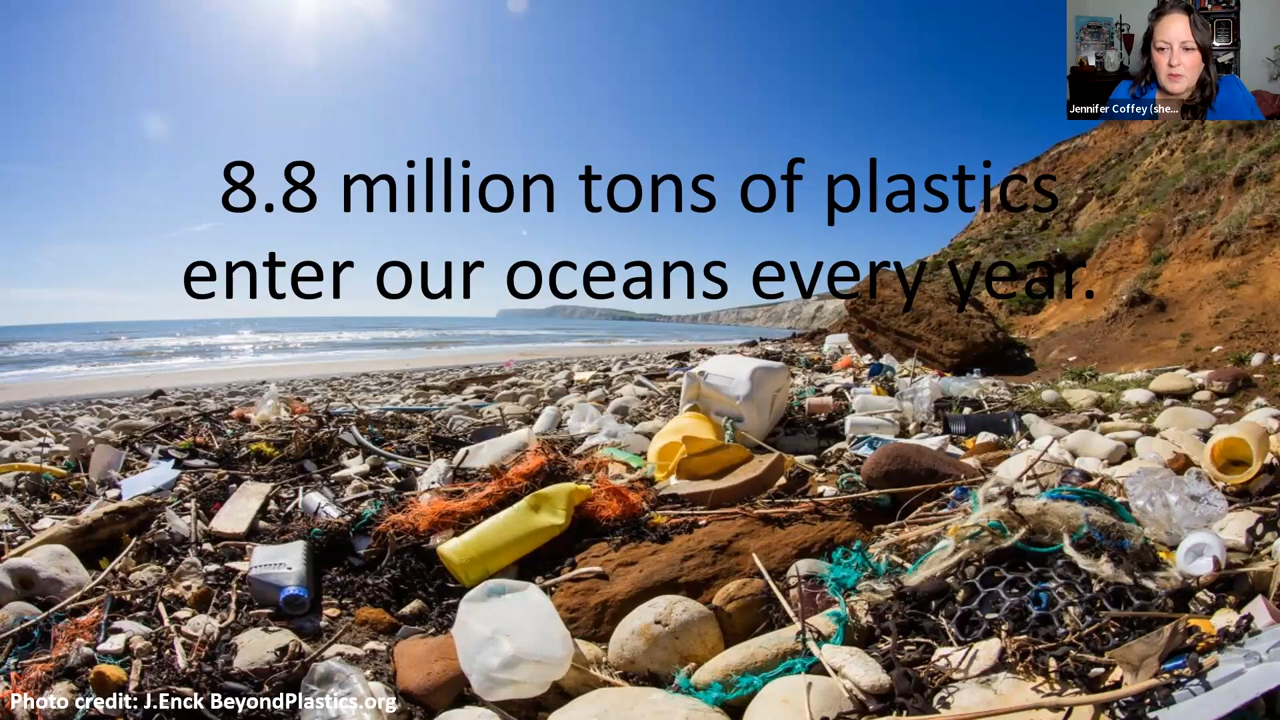 Jennifer Coffey (she...
8.8 million tons of plastics
enter our oceans every year.
Photo credit: J.Enck BeyondPlastics.org